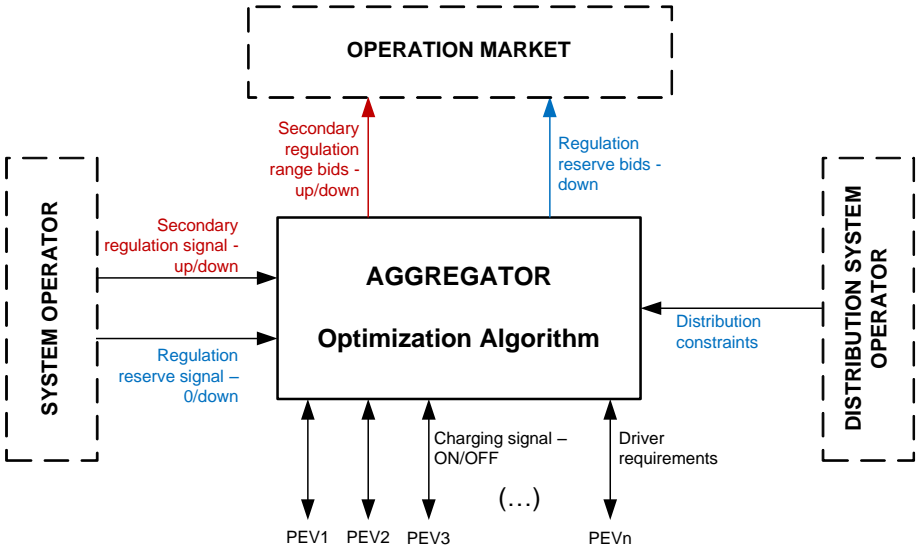 OPERATION MARKET
Secondary
regulation
range bids -
up/down
Regulation
reserve bids -
down
SYSTEM OPERATOR
Secondary
regulation signal -
up/down
Regulation
reserve signal –
0/down
AGGREGATOR
Optimization Algorithm
Distribution
constraints
DISTRIBUTION SYSTEM
OPERATOR
Charging signal –
ON/OFF
Driver
requirements
(…)
PEV1 PEV2 PEV3 PEVn